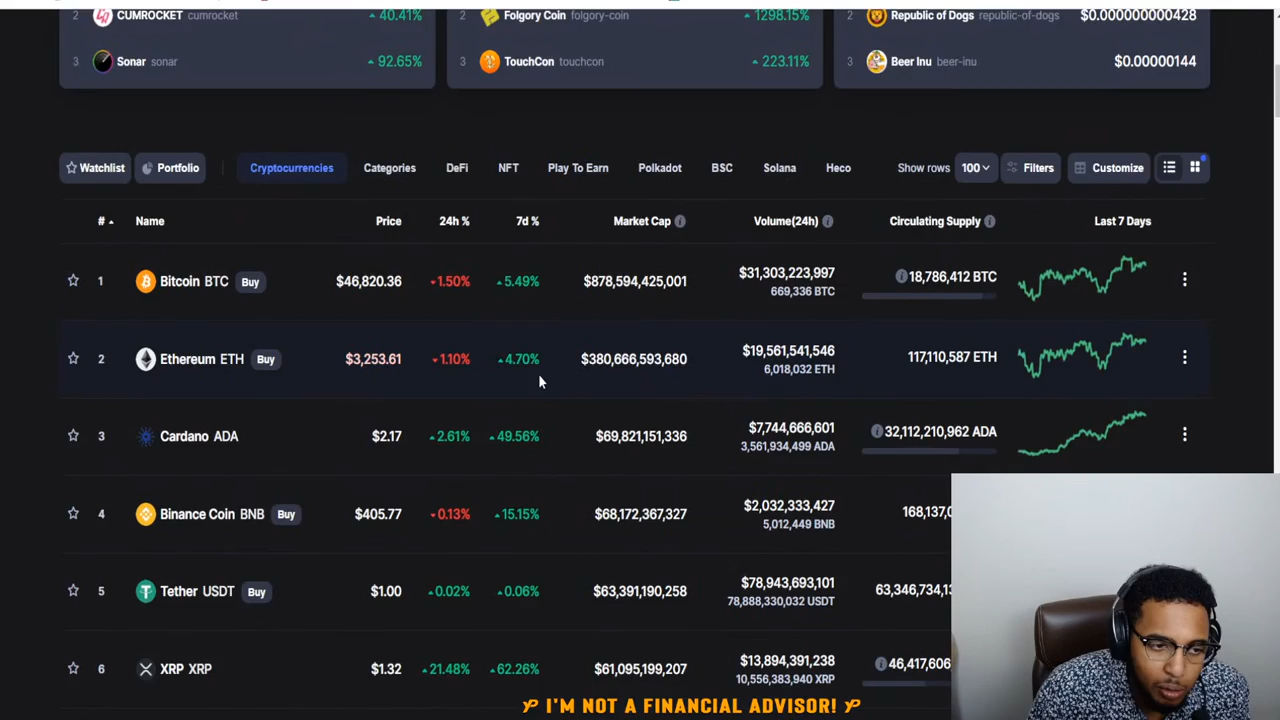 2 CUMROCKET cumrocket 40.41%
3 Sonar sonar 92.65%
2 Folgory Coin folgory-coin 1298.15%
3 TouchCon touchcon 223.11%
2 Republic of Dogs republic-of-dogs $0.000000000428
3 Beer Inu beer-inu $0.00000144
Watchlist Portfolio Cryptocurrencies Categories DeFi NFT Play To Earn Polkadot BSC Solana Heco Show rows 100 Filters Customize
# Name Price 24h % 7d % Market Cap Volume(24h) Circulating Supply Last 7 Days
1 Bitcoin BTC Buy $46,820.36 1.50% 5.49% $878,594,425,001 $31,303,223,997 18,786,412 BTC
669,336 BTC
2 Ethereum ETH Buy $3,253.61 1.10% 4.70% $380,666,593,680 $19,561,541,546 117,110,587 ETH
6,018,032 ETH
3 Cardano ADA $2.17 2.61% 49.56% $69,821,151,336 $7,744,666,601 32,112,210,962 ADA
3,561,934,499 ADA
4 Binance Coin BNB Buy $405.77 0.13% 15.15% $68,172,367,327 $2,032,333,427 168,137,0
5,012,449 BNB
5 Tether USDT Buy $1.00 0.02% 0.06% $63,391,190,258 $78,943,693,101 63,346,734,13
78,888,330,032 USDT
6 XRP XRP $1.32 21.48% 62.26% $61,095,199,207 $13,894,391,238 46,417,606
10,556,383,940 XRP
I'M NOT A FINANCIAL ADVISOR!